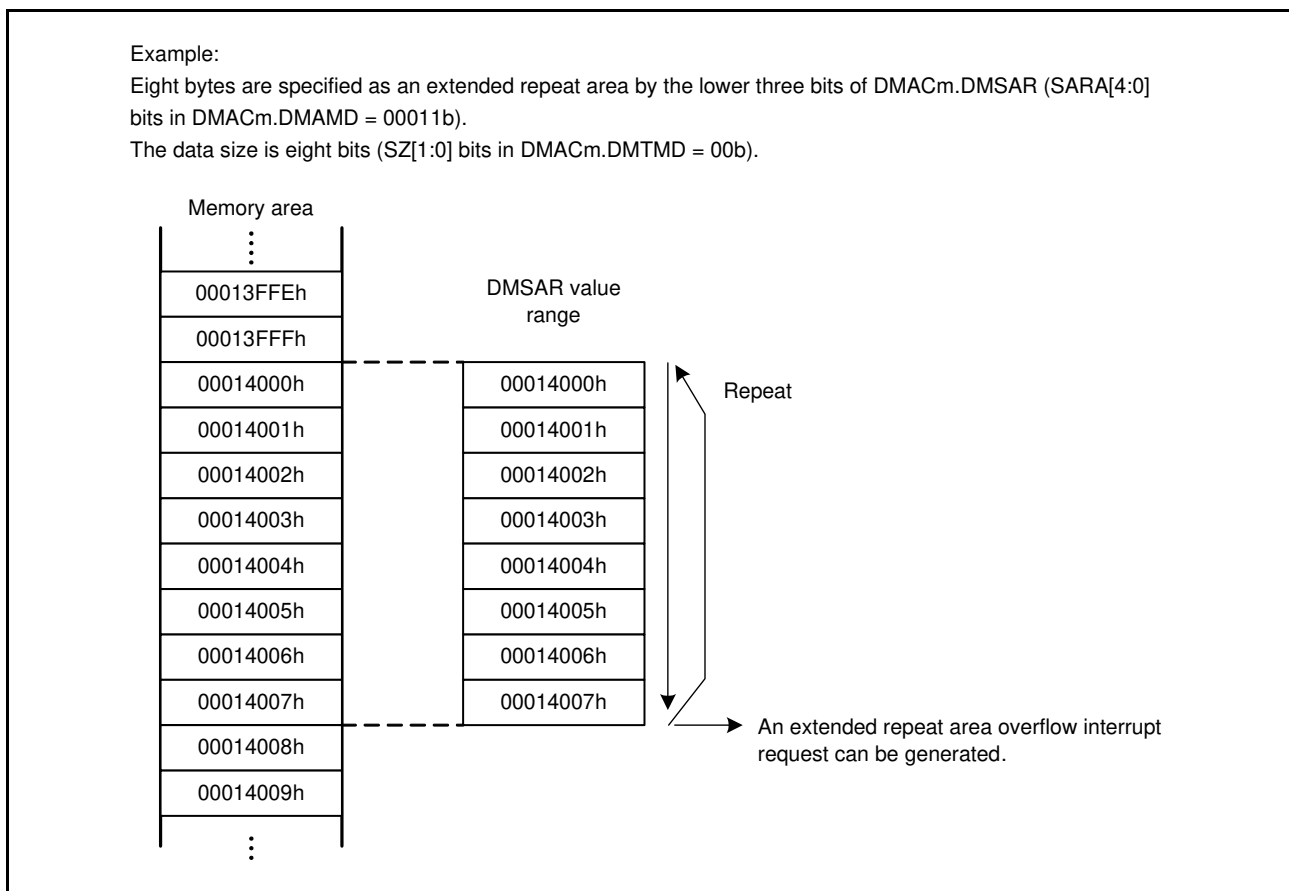 Example:
Eight bytes are specified as an extended repeat area by the lower three bits of DMACm.DMSAR (SARA[4:0]
bits in DMACm.DMAMD = 00011b).
The data size is eight bits (SZ[1:0] bits in DMACm.DMTMD = 00b).
Memory area
00013FFEh
00013FFFh
00014000h
00014001h
00014002h
00014003h
00014004h
00014005h
00014006h
00014007h
00014008h
00014009h
DMSAR value
range
00014000h
00014001h
00014002h
00014003h
00014004h
00014005h
00014006h
00014007h
Repeat
An extended repeat area overflow interrupt
request can be generated.